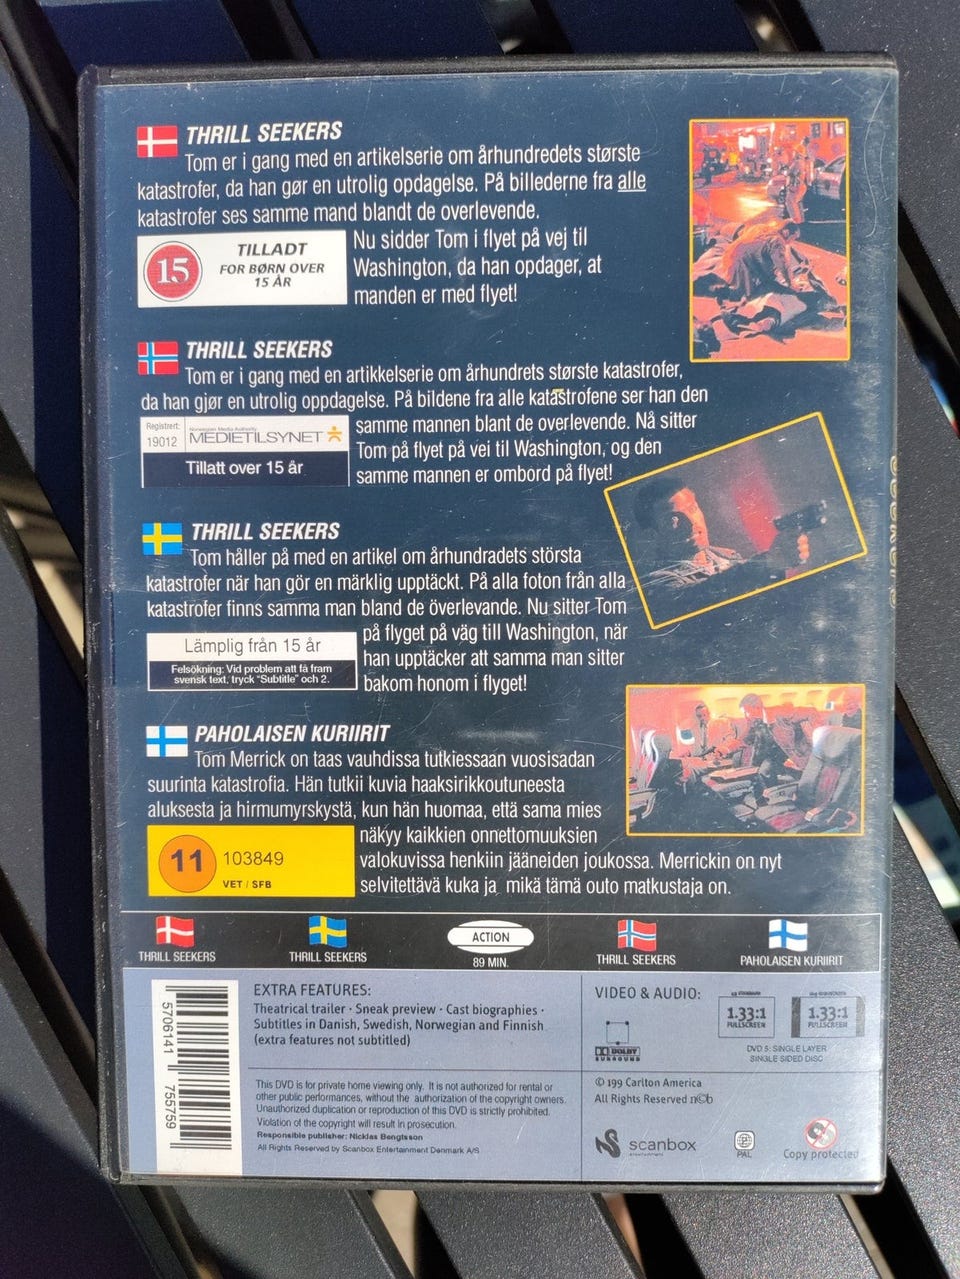 THRILL SEEKERS
Tom er i gang med en artikelserie om århundredets største
katastrofer, da han gør en utrolig opdagelse. På billederne fra alle
katastrofer ses samme mand blandt de overlevende.
Nu sidder Tom i flyet på vej til
Washington, da han opdager, at
manden er med flyet!
15
TILLADT
FOR BØRN OVER
15 ÅR
THRILL SEEKERS
Tom er i gang med en artikkelserie om århundrets største katastrofer,
da han gjør en utrolig oppdagelse. På bildene fra alle katastrofene ser han den
samme mannen blant de overlevende. Nå sitter
Tom på flyet på vei til Washington, og den
samme mannen er ombord på flyet!
Registrert:
19012
Norwegian Media Authority
MEDIETILSYNET
Tillatt over 15 år
THRILL SEEKERS
Tom håller på med en artikel om århundradets största
katastrofer när han gör en märklig upptäckt. På alla foton från alla
katastrofer finns samma man bland de överlevande. Nu sitter Tom
på flyget på väg till Washington, när
han upptäcker att samma man sitter
bakom honom i flyget!
Lämplig från 15 år
Felsökning: Vid problem att få fram
svensk text, tryck "Subtitle" och 2.
PAHOLAISEN KURIIRIT
Tom Merrick on taas vauhdissa tutkiessaan vuosisadan
suurinta katastrofia. Hän tutkii kuvia haaksirikkoutuneesta
aluksesta ja hirmumyrskystä, kun hän huomaa, että sama mies
näkyy kaikkien onnettomuuksien
valokuvissa henkiin jääneiden joukossa. Merrickin on nyt
selvitettävä kuka ja mikä tämä outo matkustaja on.
11
103849
VET / SFB
THRILL SEEKERS
THRILL SEEKERS
ACTION
89 MIN.
THRILL SEEKERS
PAHOLAISEN KURIIRIT
5706141 755759
EXTRA FEATURES:
Theatrical trailer · Sneak preview · Cast biographies ·
Subtitles in Danish, Swedish, Norwegian and Finnish
(extra features not subtitled)
VIDEO & AUDIO:
DOLBY
SURROUND
1.33:1
FULLSCREEN
1.33:1
FULLSCREEN
DVD 5: SINGLE LAYER
SINGLE SIDED DISC
This DVD is for private home viewing only. It is not authorized for rental or
other public performances, without the authorization of the copyright owners.
Unauthorized duplication or reproduction of this DVD is strictly prohibited.
Violation of the copyright will result in prosecution.
Responsible publisher: Nicklas Bengtsson
All Rights Reserved by Scanbox Entertainment Denmark A/S
© 199 Carlton America
All Rights Reserved n©b
scanbox
entertainment
PAL
Copy protected